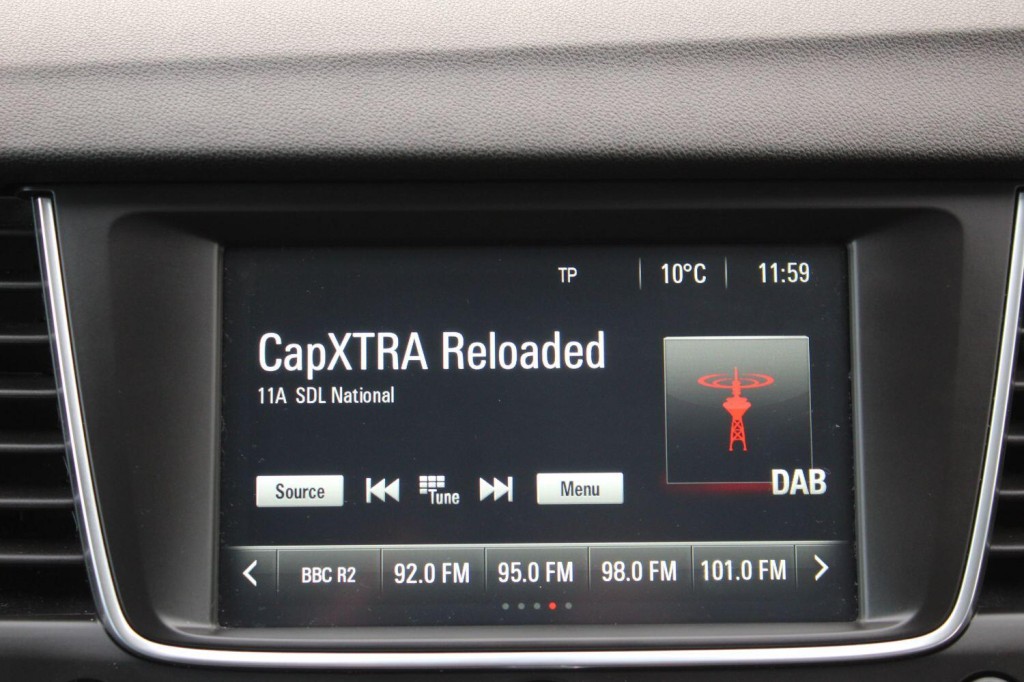 TP 10°C 11:59
CapXTRA Reloaded
11A SDL National
DAB
Source Tune Menu
BBC R2 92.0 FM 95.0 FM 98.0 FM 101.0 FM